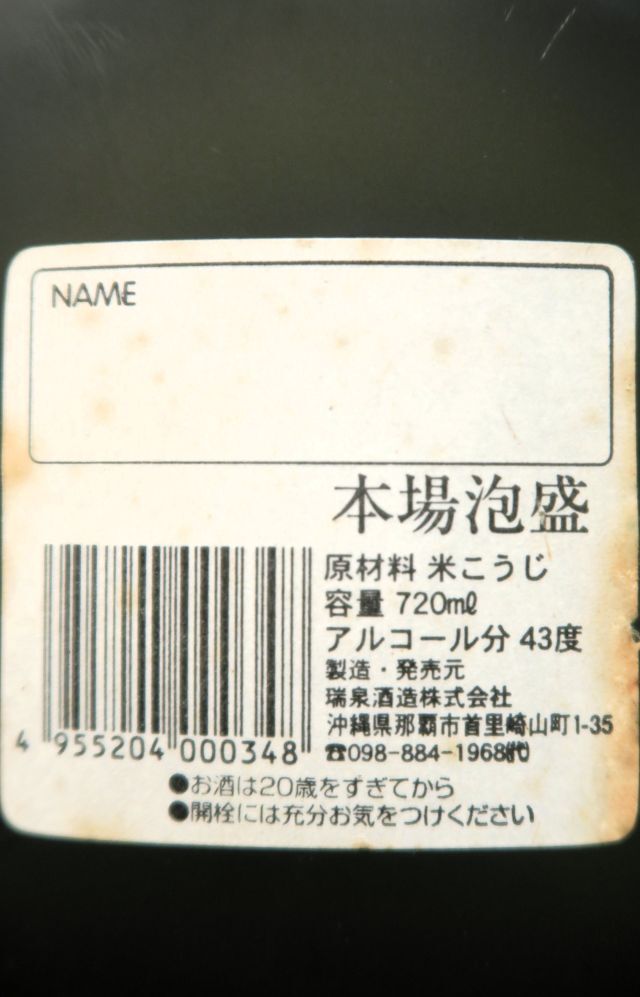 NAME
本場泡盛
原材料 米こうじ
容量 720mℓ
アルコール分 43度
製造・発売元
瑞泉酒造株式会社
沖縄県那覇市首里崎山町1-35
☎098-884-1968㈹
4 955204 000348
●お酒は20歳をすぎてから
●開栓には充分お気をつけください